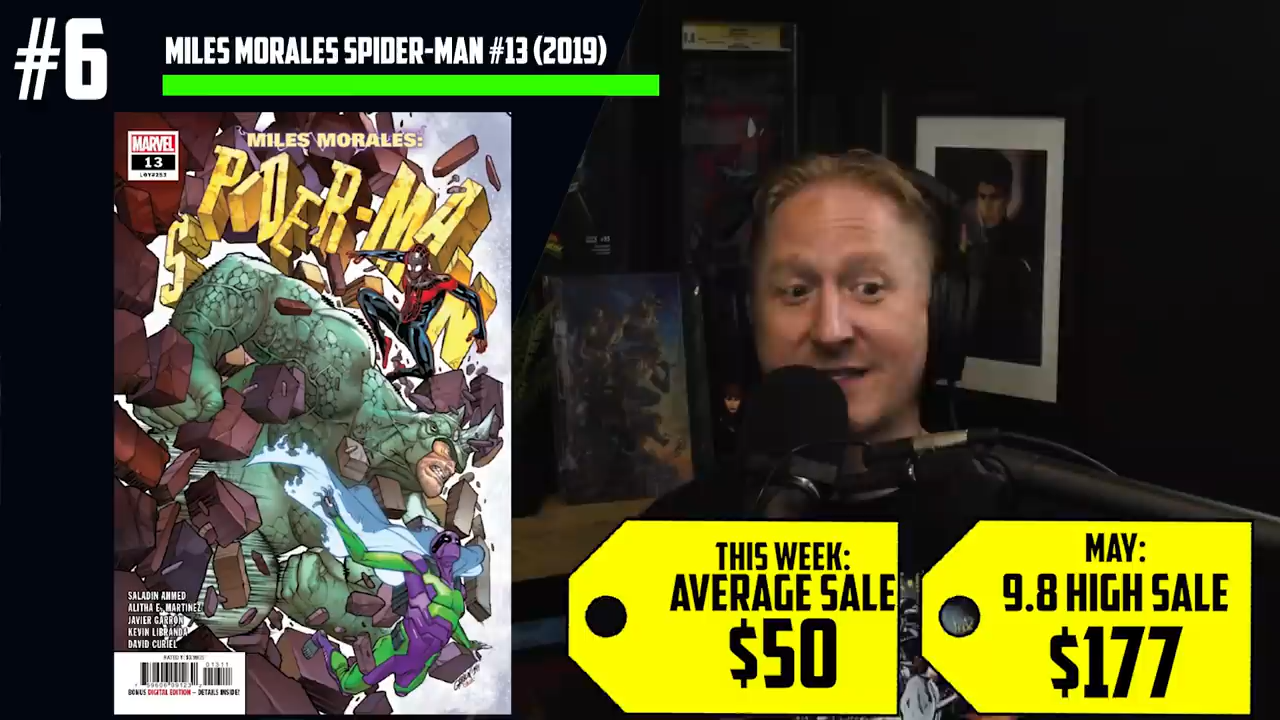 #6
MILES MORALES SPIDER-MAN #13 (2019)
MARVEL
13
LGY#253
MILES MORALES:
SPIDER-MAN
SALADIN AHMED
ALITHA E. MARTINEZ
JAVIER GARRÓN
KEVIN LIBRANDA
DAVID CURIEL
01311
BONUS DIGITAL EDITION – DETAILS INSIDE!
THIS WEEK:
AVERAGE SALE
$50
MAY:
9.8 HIGH SALE
$177